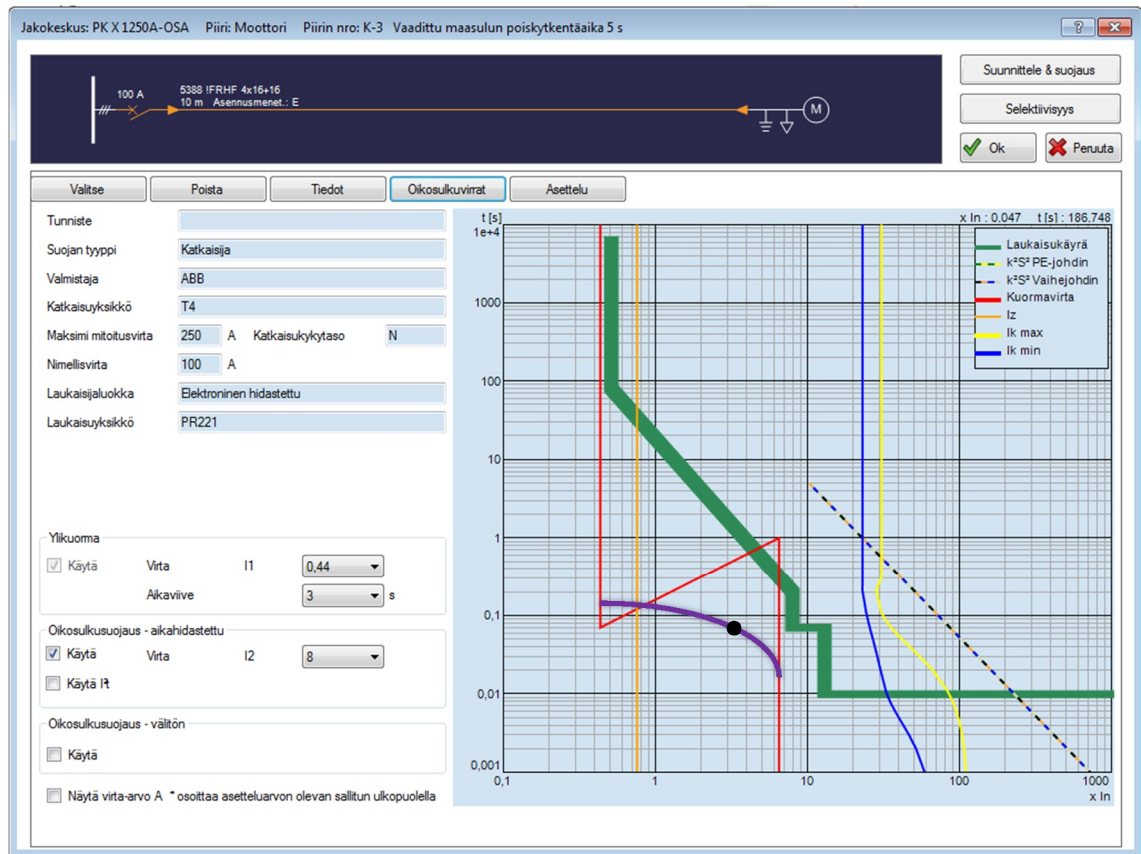 Jakokeskus: PK X 1250A-OSA Piiri: Moottori Piirin nro: K-3 Vaadittu maasulun poiskytkentäaika 5 s
?
100 A
5388 !FRHF 4x16+16
10 m Asennusmenet.: E
M
Suunnittele & suojaus
Selektiivisyys
Ok Peruuta
Valitse Poista Tiedot Oikosulkuvirrat Asettelu
Tunniste
Suojan tyyppi Katkaisija
Valmistaja ABB
Katkaisuyksikkö T4
Maksimi mitoitusvirta 250 A Katkaisukykytaso N
Nimellisvirta 100 A
Laukaisijaluokka Elektroninen hidastettu
Laukaisuyksikkö PR221
Ylikuorma
Käytä Virta I1 0,44
Aikaviive 3 s
Oikosulkusuojaus - aikahidastettu
Käytä Virta I2 8
Käytä I²t
Oikosulkusuojaus - välitön
Käytä
Näytä virta-arvo A * osoittaa asetteluarvon olevan sallitun ulkopuolella
t [s]
x In : 0.047 t [s] : 186,748
1e+4
1000
100
10
1
0,1
0,01
0,001
0,1 1 10 100 1000
x In
Laukaisukäyrä
k²S² PE-johdin
k²S² Vaihejohdin
Kuormavirta
Iz
Ik max
Ik min